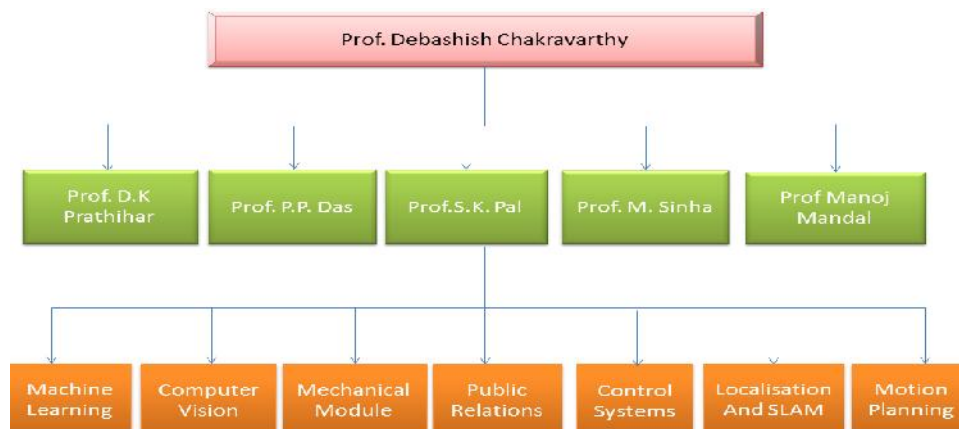 Prof. Debashish Chakravarthy
Prof. D.K
Prathihar
Prof. P.P. Das
Prof.S.K. Pal
Prof. M. Sinha
Prof Manoj
Mandal
Machine
Learning
Computer
Vision
Mechanical
Module
Public
Relations
Control
Systems
Localisation
And SLAM
Motion
Planning